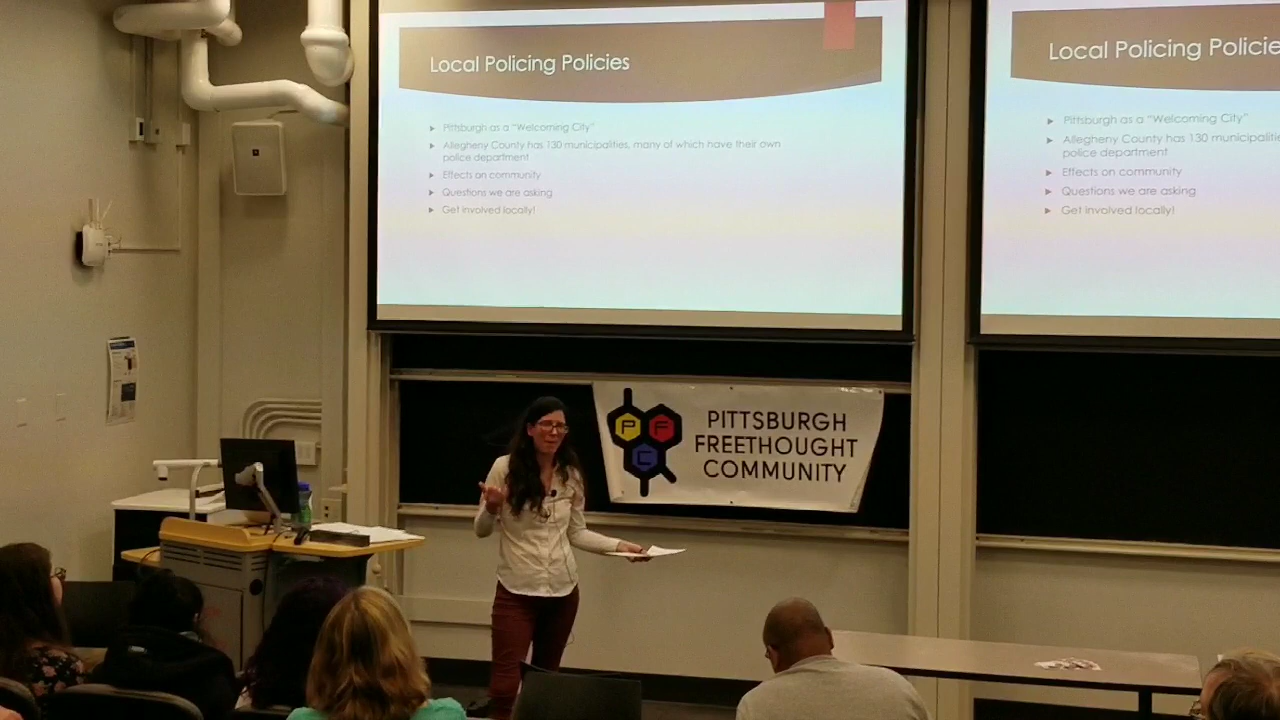 Local Policing Policies
Pittsburgh as a "Welcoming City"
Allegheny County has 130 municipalities, many of which have their own
police department
Effects on community
Questions we are asking
Get involved locally!
Local Policing Policie
Pittsburgh as a "Welcoming City"
Allegheny County has 130 municipalitie
police department
Effects on community
Questions we are asking
Get involved locally!
P F C
PITTSBURGH
FREETHOUGHT
COMMUNITY